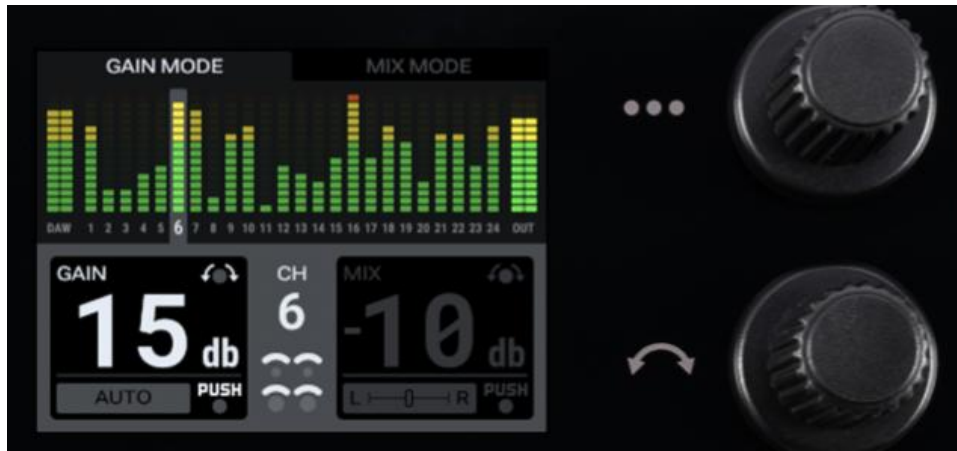 GAIN MODE MIX MODE
DAW 1 2 3 4 5 6 7 8 9 10 11 12 13 14 15 16 17 18 19 20 21 22 23 24 OUT
GAIN CH MIX
15 db 6 -10 db
AUTO PUSH L R PUSH